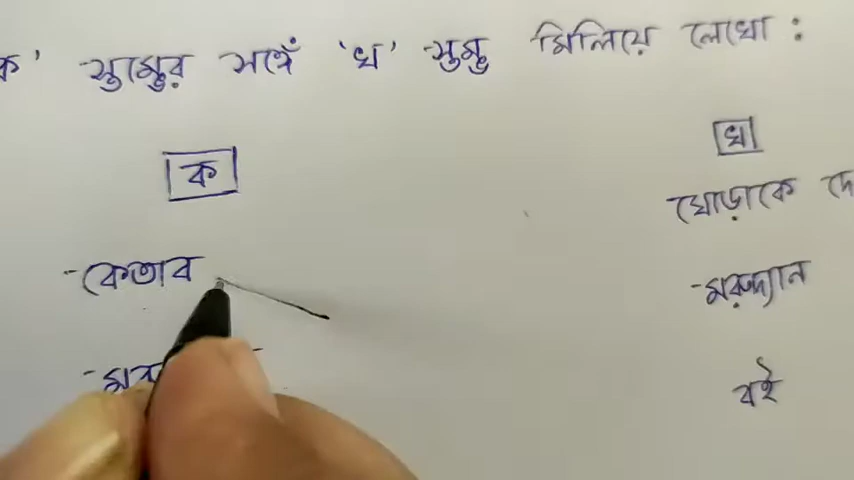 ক' স্তম্ভের সঙ্গে 'খ' স্তম্ভ মিলিয়ে লেখো :
ক
খ
ঘোড়াকে
কেতাব
মরুদ্যান
বই